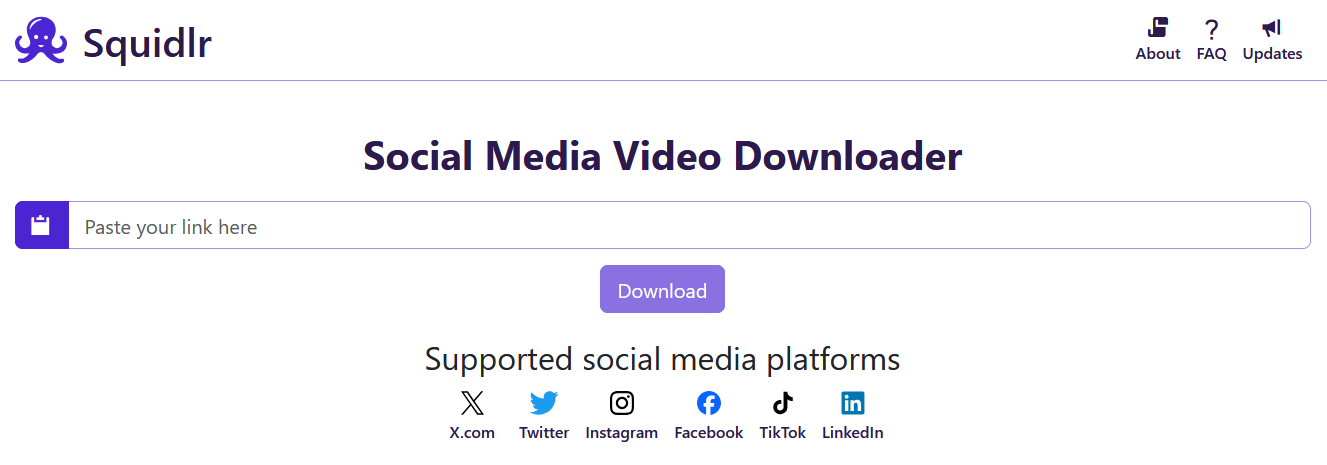 Squidlr
About FAQ Updates
Social Media Video Downloader
Paste your link here
Download
Supported social media platforms
X.com Twitter Instagram Facebook TikTok LinkedIn